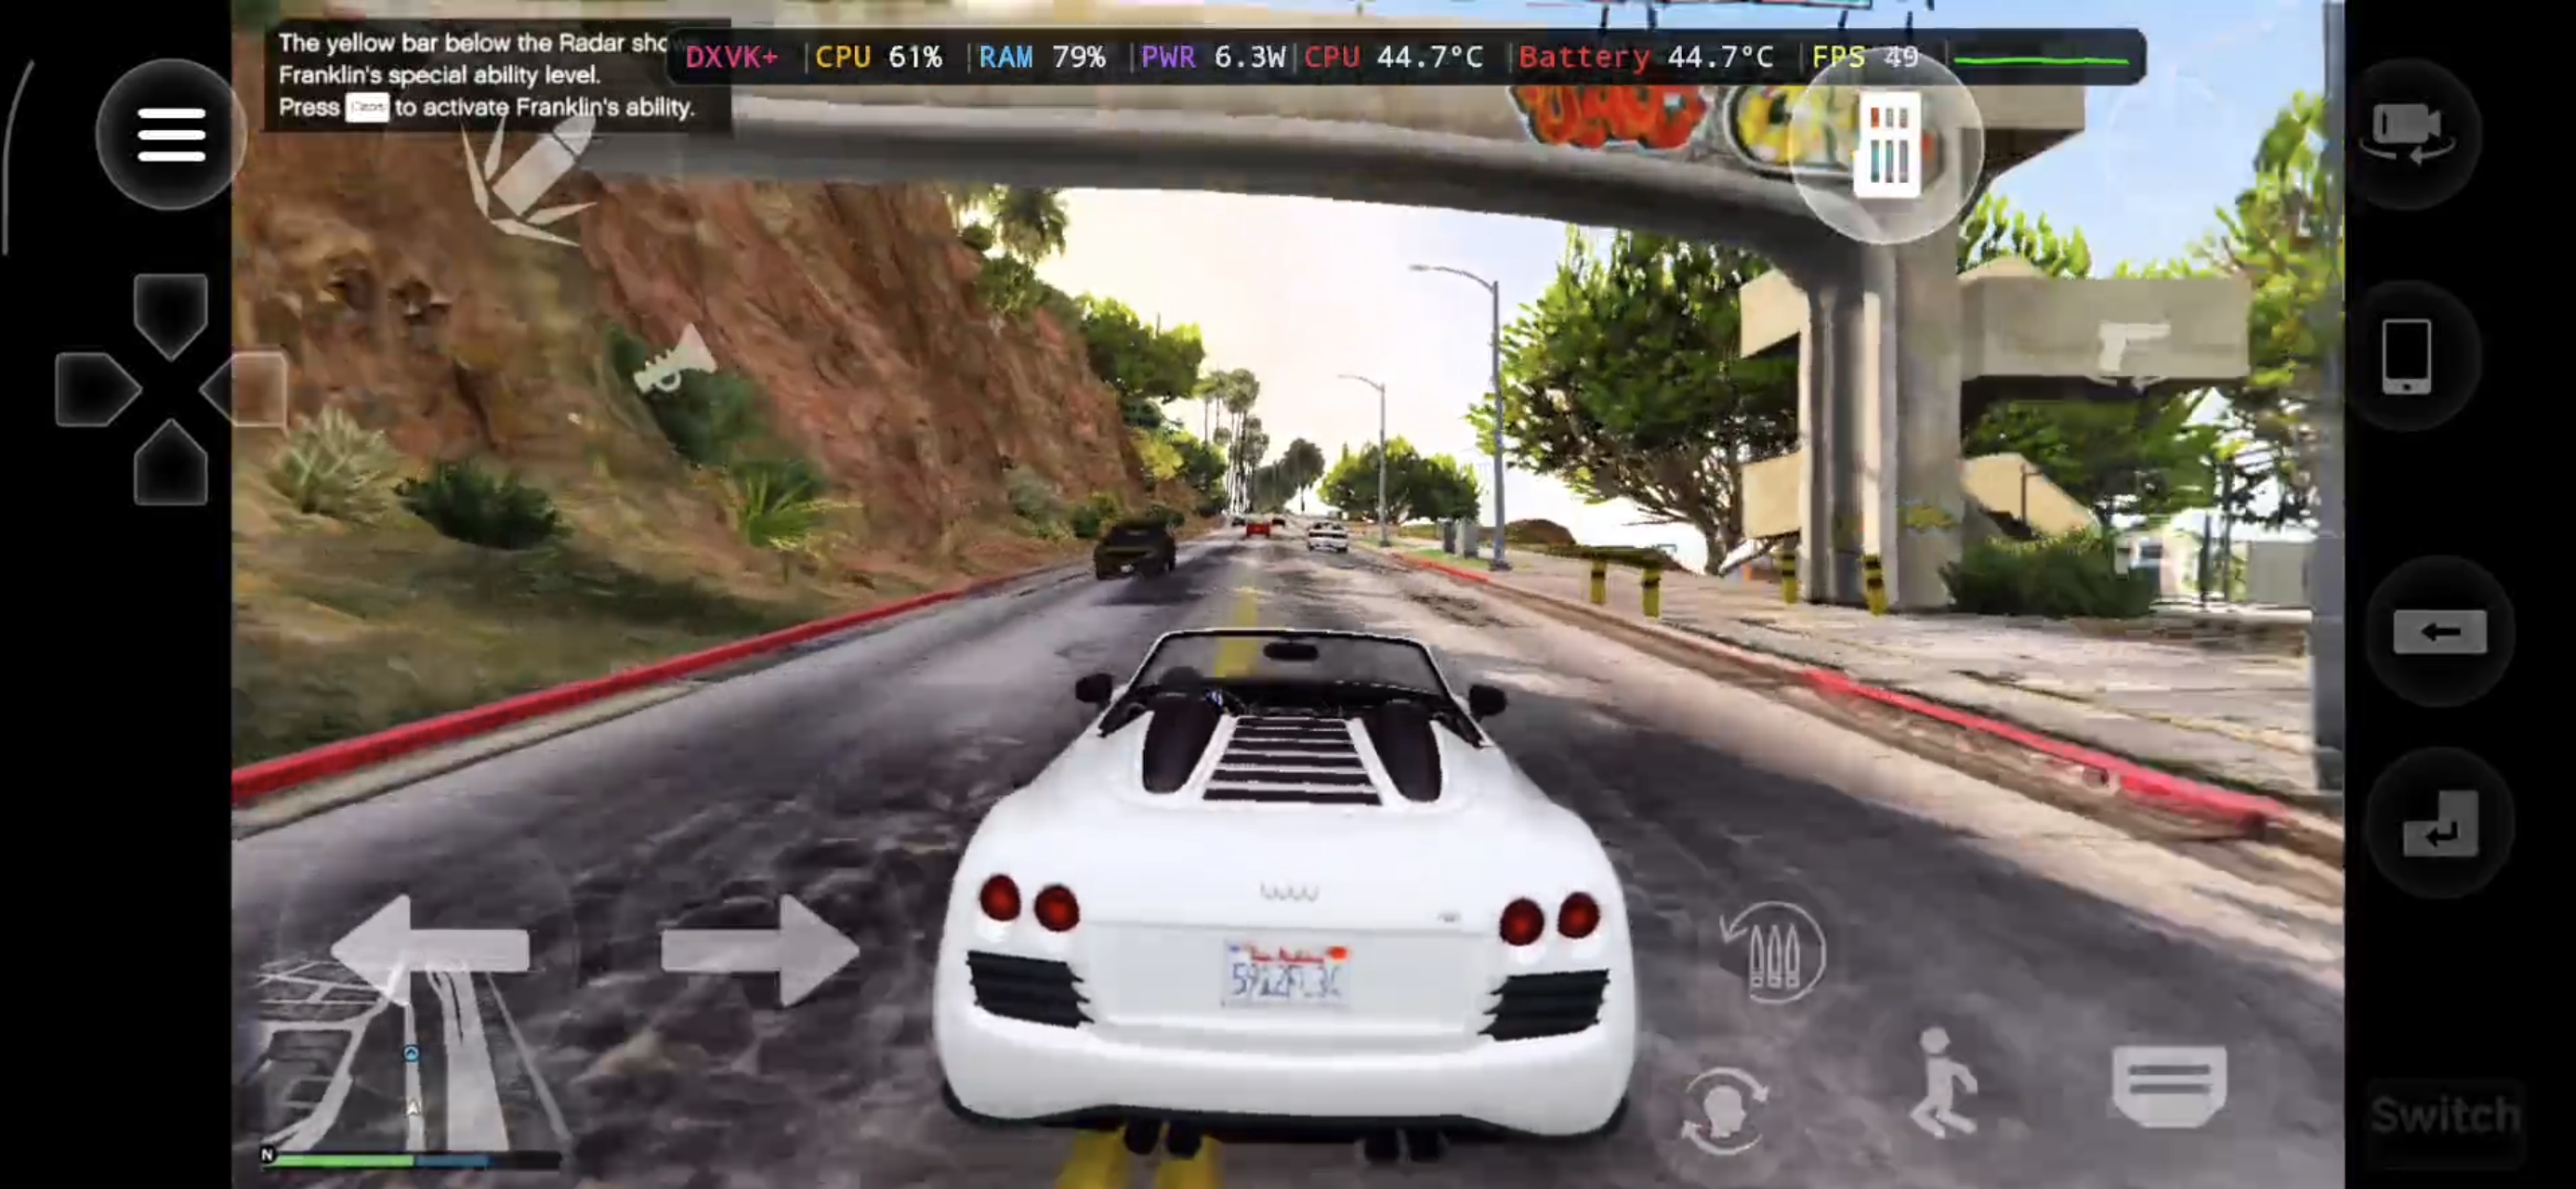 The yellow bar below the Radar sho
Franklin's special ability level.
Press to activate Franklin's ability.
DXVK+ |CPU 61% |RAM 79% |PWR 6.3W|CPU 44.7°C |Battery 44.7°C |FPS 49
N
Switch